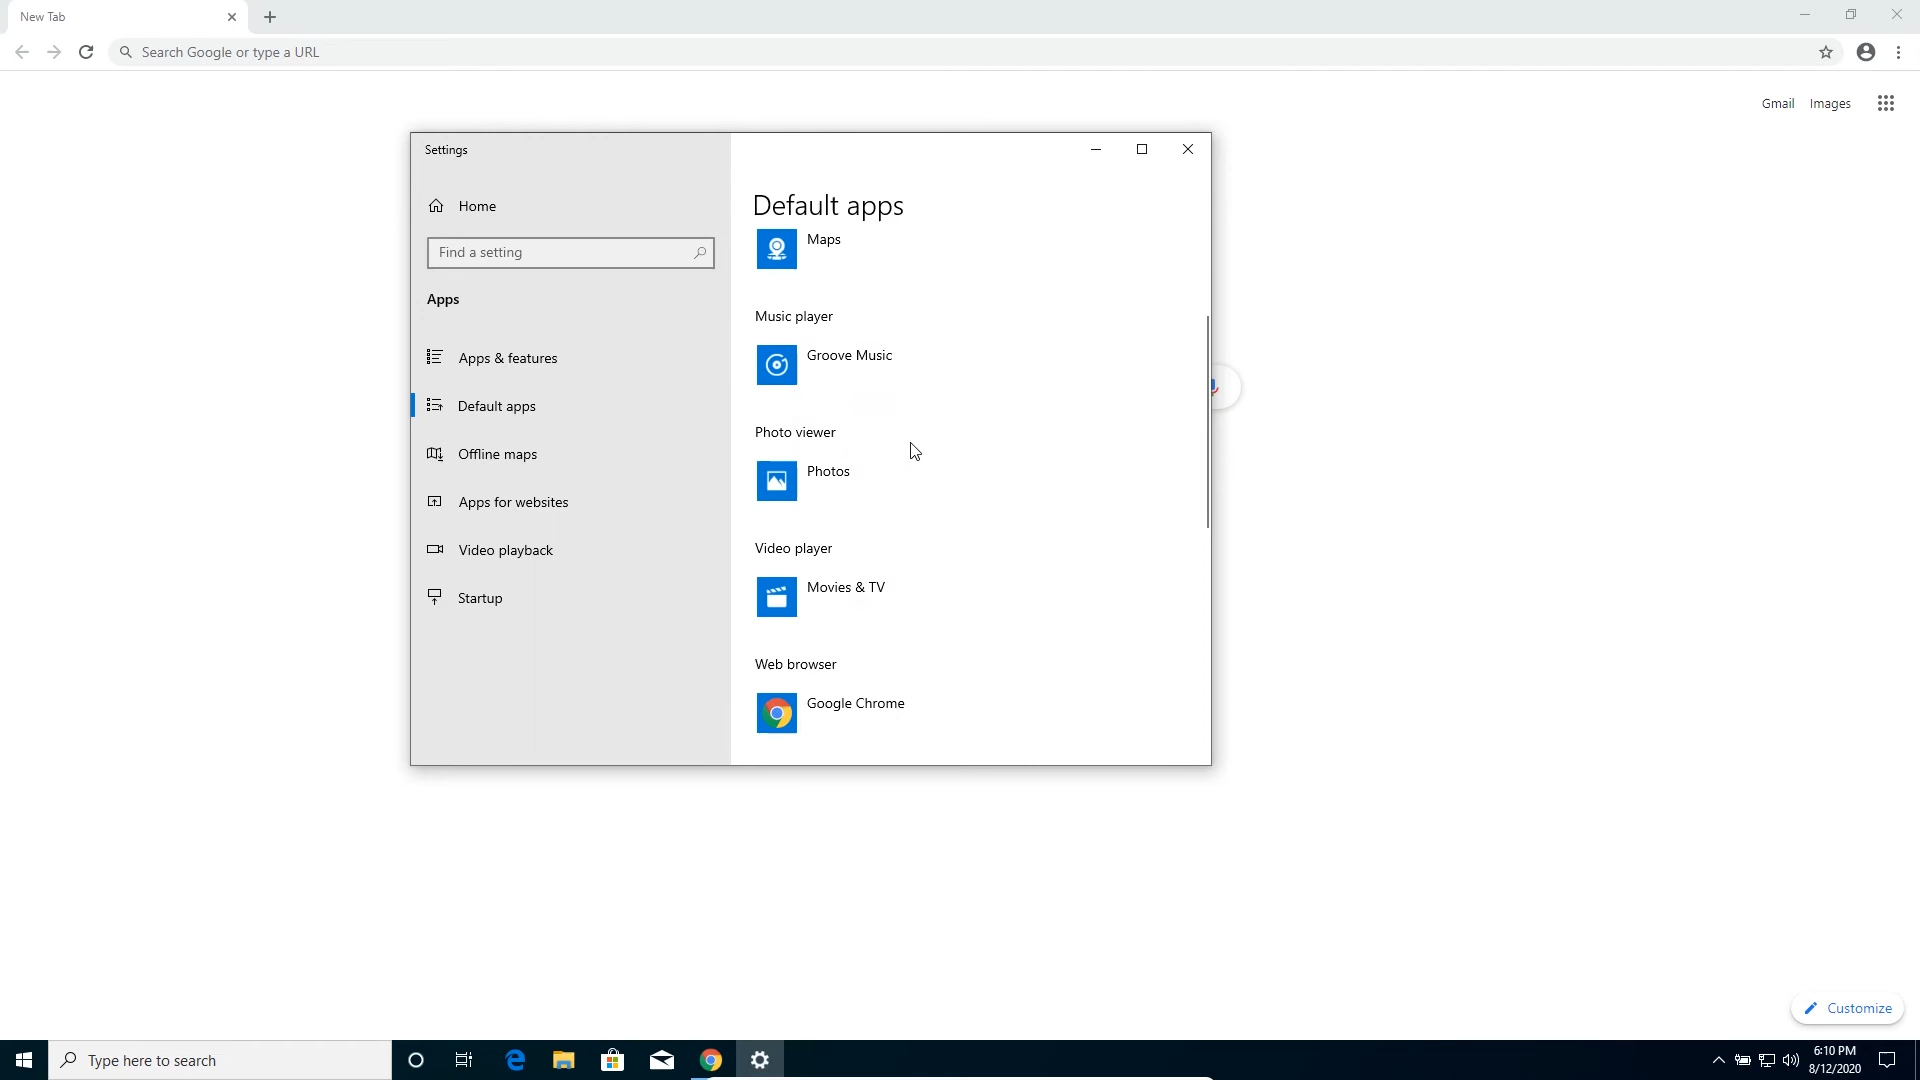 New Tab
Search Google or type a URL
Gmail Images
Settings
Home
Find a setting
Apps
Apps & features
Default apps
Offline maps
Apps for websites
Video playback
Startup
Default apps
Maps
Music player
Groove Music
Photo viewer
Photos
Video player
Movies & TV
Web browser
Google Chrome
Customize
Type here to search
6:10 PM
8/12/2020